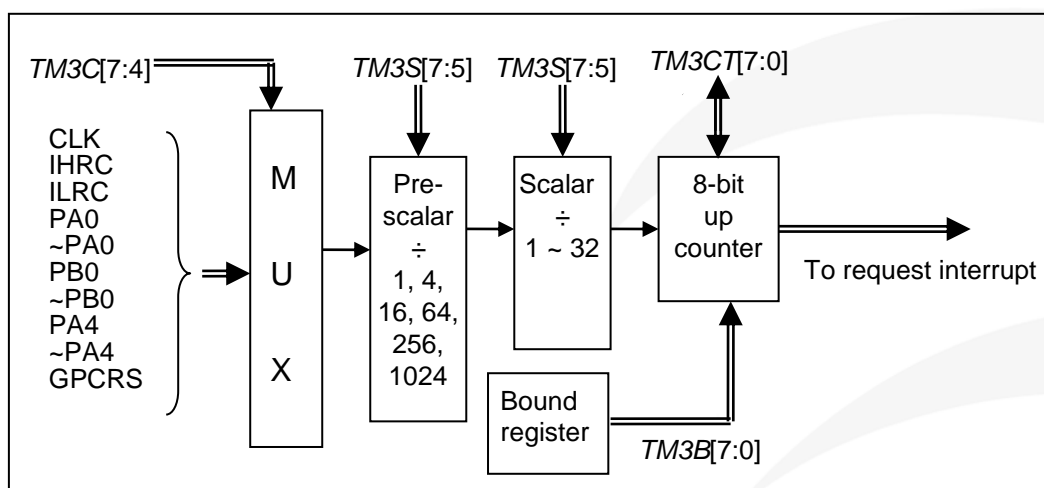 TM3C[7:4]
TM3S[7:5]
TM3S[7:5]
TM3CT[7:0]
CLK
IHRC
ILRC
PA0
~PA0
PB0
~PB0
PA4
~PA4
GPCRS
M
U
X
Pre-
scalar
÷
1, 4,
16, 64,
256,
1024
Scalar
÷
1 ~ 32
8-bit
up
counter
To request interrupt
Bound
register
TM3B[7:0]